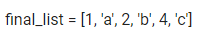 final_list = [1, 'a', 2, 'b', 4, 'c']